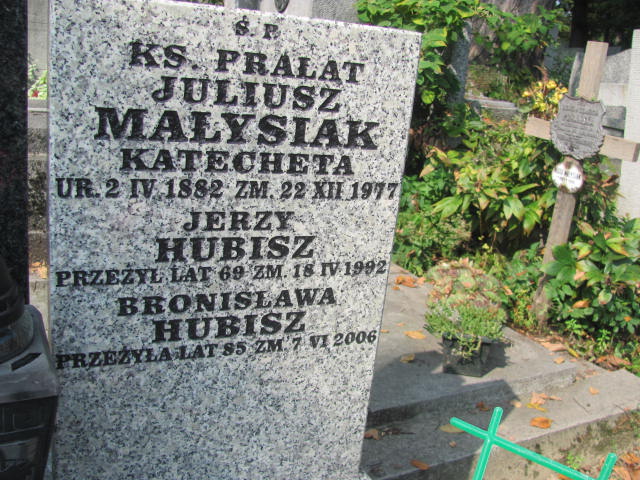 Ś. P.
KS. PRAŁAT
JULIUSZ
MAŁYSIAK
KATECHETA
UR. 2 IV. 1882 ZM. 22 XII 1977
JERZY
HUBISZ
PRZEŻYŁ LAT 69 ZM. 18 IV. 1992
BRONISŁAWA
HUBISZ
PRZEŻYŁA LAT 85 ZM 7 VI 2006